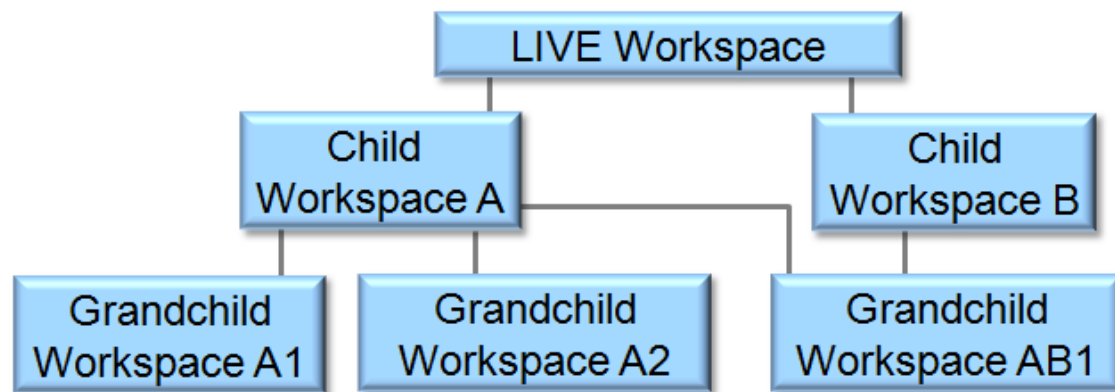 LIVE Workspace
Child
Workspace A
Child
Workspace B
Grandchild
Workspace A1
Grandchild
Workspace A2
Grandchild
Workspace AB1